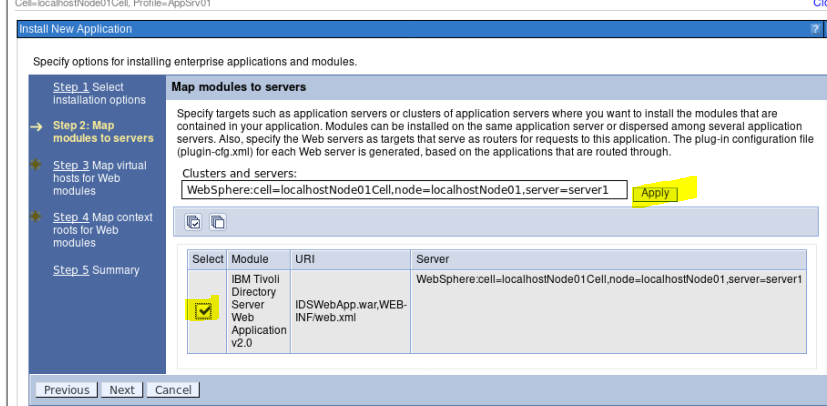 Cell=localhostNode01Cell, Profile=AppSrv01
Install New Application ?
Specify options for installing enterprise applications and modules.
Step 1 Select
installation options
Step 2: Map
modules to servers
Step 3 Map virtual
hosts for Web
modules
Step 4 Map context
roots for Web
modules
Step 5 Summary
Map modules to servers
Specify targets such as application servers or clusters of application servers where you want to install the modules that are
contained in your application. Modules can be installed on the same application server or dispersed among several application
servers. Also, specify the Web servers as targets that serve as routers for requests to this application. The plug-in configuration file
(plugin-cfg.xml) for each Web server is generated, based on the applications that are routed through.
Clusters and servers:
WebSphere:cell=localhostNode01Cell,node=localhostNode01,server=server1
Apply
Select Module URI Server
IBM Tivoli
Directory
Server
Web
Application
v2.0
IDSWebApp.war,WEB-
INF/web.xml
WebSphere:cell=localhostNode01Cell,node=localhostNode01,server=server1
Previous Next Cancel